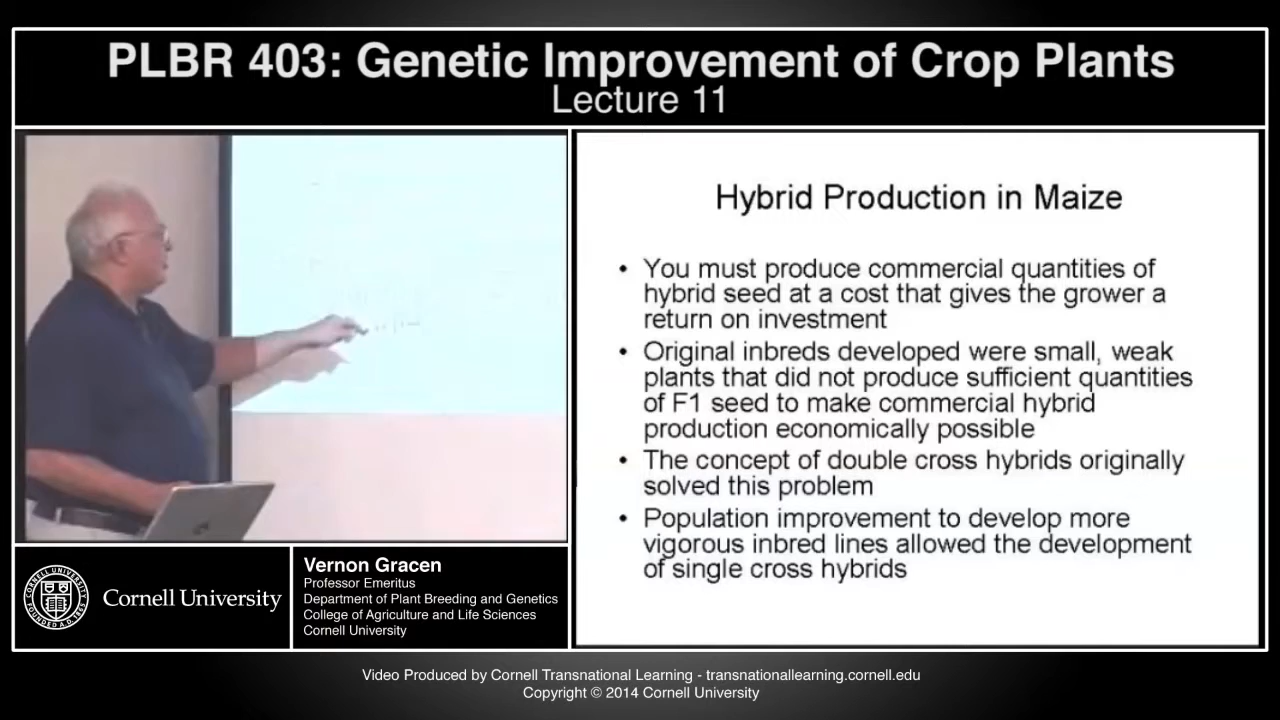 PLBR 403: Genetic Improvement of Crop Plants
Lecture 11
Hybrid Production in Maize
• You must produce commercial quantities of
hybrid seed at a cost that gives the grower a
return on investment
• Original inbreds developed were small, weak
plants that did not produce sufficient quantities
of F1 seed to make commercial hybrid
production economically possible
• The concept of double cross hybrids originally
solved this problem
• Population improvement to develop more
vigorous inbred lines allowed the development
of single cross hybrids
Cornell University
Vernon Gracen
Professor Emeritus
Department of Plant Breeding and Genetics
College of Agriculture and Life Sciences
Cornell University
Video Produced by Cornell Transnational Learning - transnationallearning.cornell.edu
Copyright © 2014 Cornell University